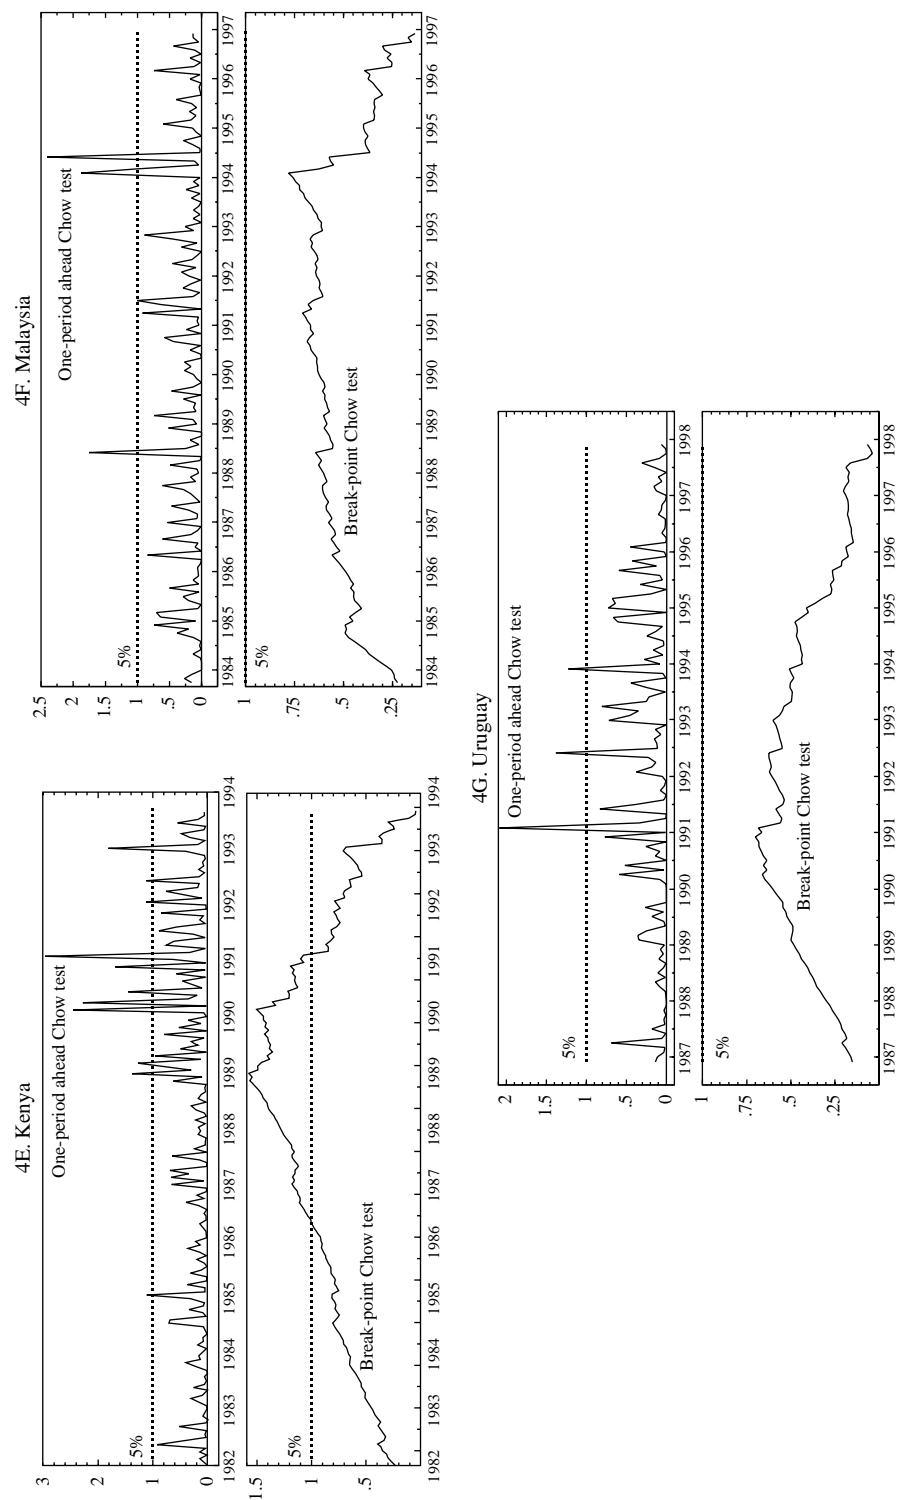 4E. Kenya
3
2
1
0
One-period ahead Chow test
5%
1982 1983 1984 1985 1986 1987 1988 1989 1990 1991 1992 1993 1994
1.5
1
.5
5%
Break-point Chow test
1982 1983 1984 1985 1986 1987 1988 1989 1990 1991 1992 1993 1994
4F. Malaysia
2.5
2
1.5
1
.5
0
One-period ahead Chow test
5%
1984 1985 1986 1987 1988 1989 1990 1991 1992 1993 1994 1995 1996 1997
1
.75
.5
.25
5%
Break-point Chow test
1984 1985 1986 1987 1988 1989 1990 1991 1992 1993 1994 1995 1996 1997
4G. Uruguay
2
1.5
1
.5
0
One-period ahead Chow test
5%
1987 1988 1989 1990 1991 1992 1993 1994 1995 1996 1997 1998
1
.75
.5
.25
5%
Break-point Chow test
1987 1988 1989 1990 1991 1992 1993 1994 1995 1996 1997 1998